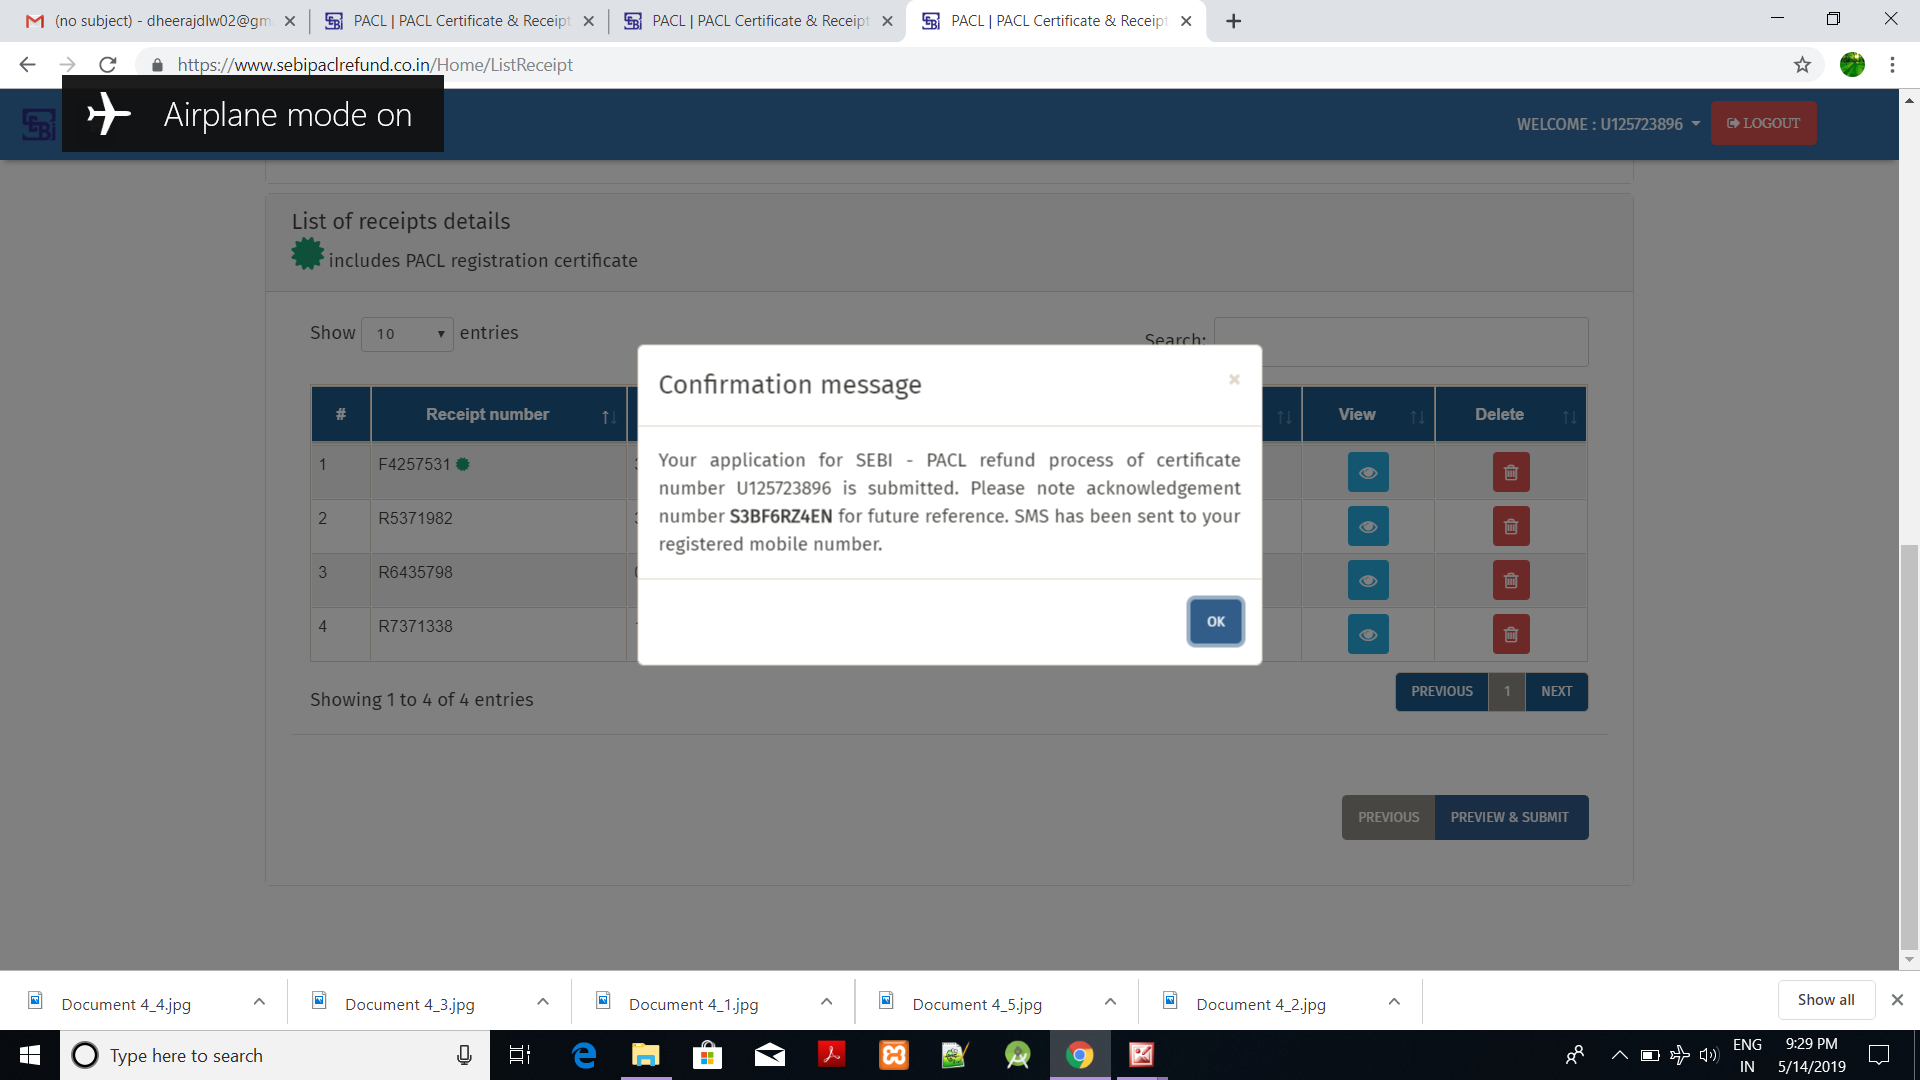 (no subject) - dheerajdlw02@gm
PACL | PACL Certificate & Receipt
PACL | PACL Certificate & Receipt
PACL | PACL Certificate & Receipt
https://www.sebipaclrefund.co.in/Home/ListReceipt
Airplane mode on
WELCOME : U125723896
LOGOUT
List of receipts details
includes PACL registration certificate
Show 10 entries
Search:
# Receipt number View Delete
1 F4257531
2 R5371982
3 R6435798
4 R7371338
Confirmation message
Your application for SEBI - PACL refund process of certificate
number U125723896 is submitted. Please note acknowledgement
number S3BF6RZ4EN for future reference. SMS has been sent to your
registered mobile number.
OK
Showing 1 to 4 of 4 entries
PREVIOUS 1 NEXT
PREVIOUS PREVIEW & SUBMIT
Document 4_4.jpg
Document 4_3.jpg
Document 4_1.jpg
Document 4_5.jpg
Document 4_2.jpg
Show all
Type here to search
ENG
IN
9:29 PM
5/14/2019